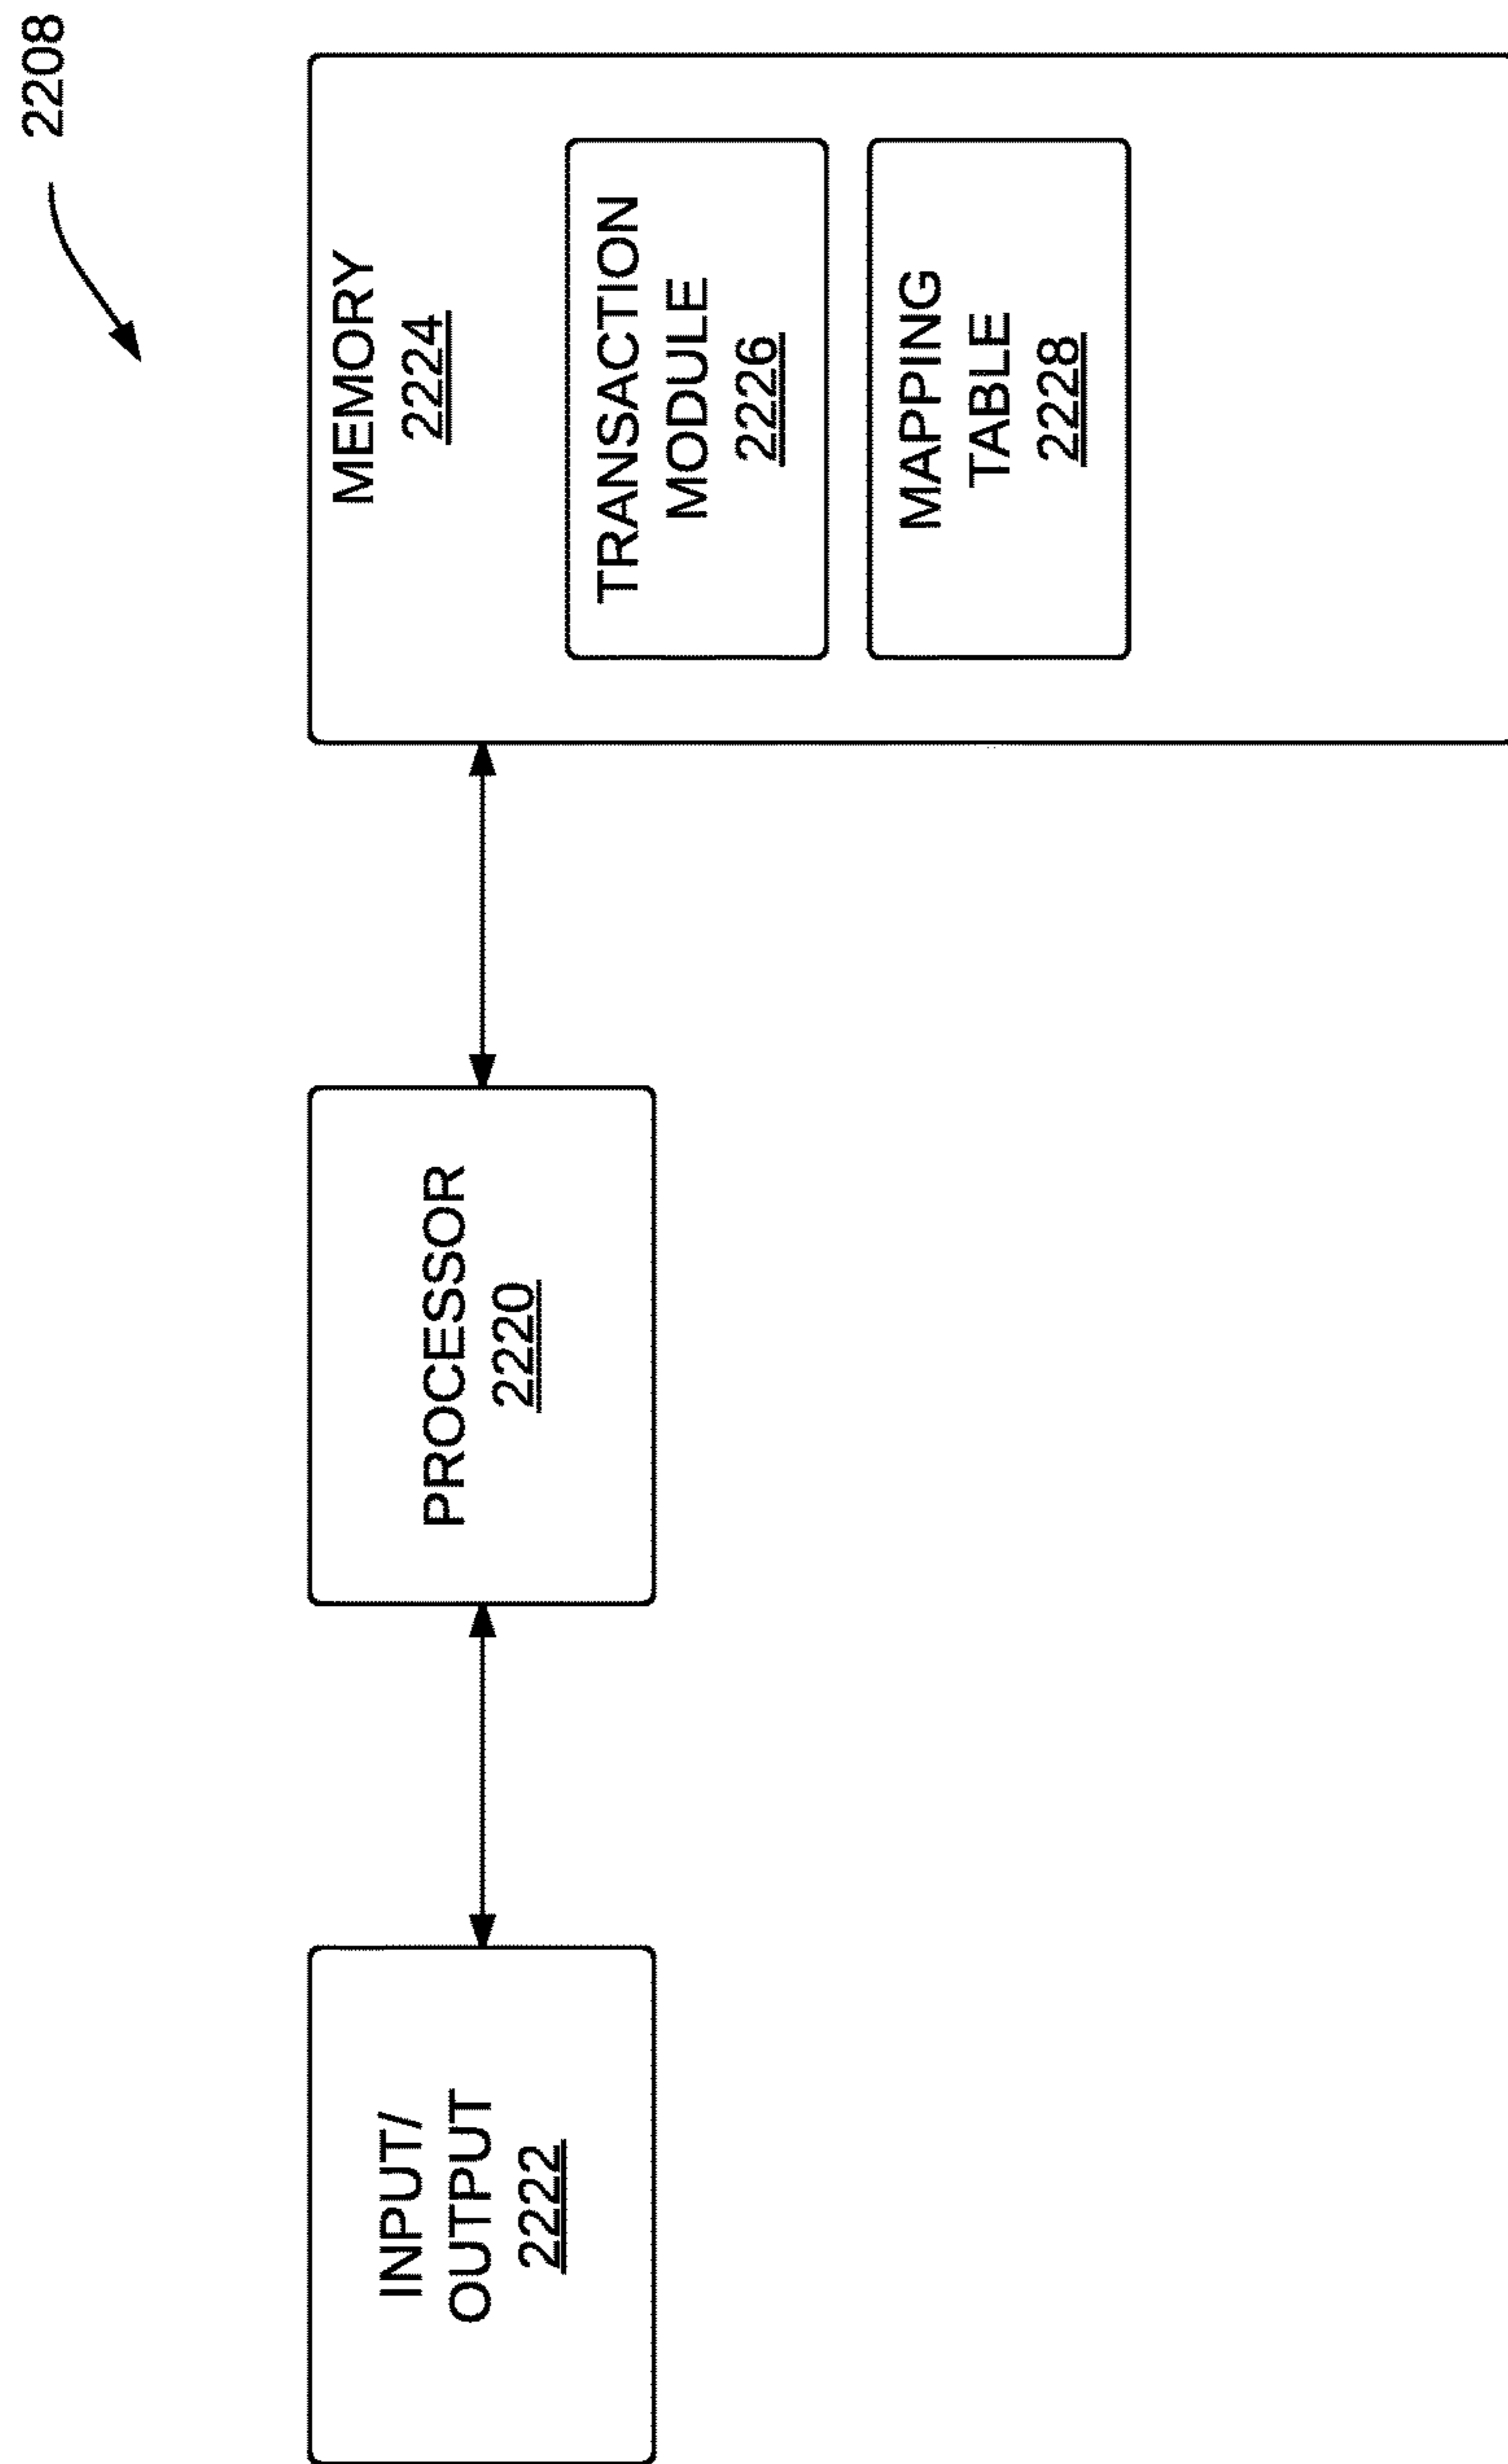 2208
INPUT/
OUTPUT
2222
PROCESSOR
2220
MEMORY
2224
TRANSACTION
MODULE
2226
MAPPING
TABLE
2228